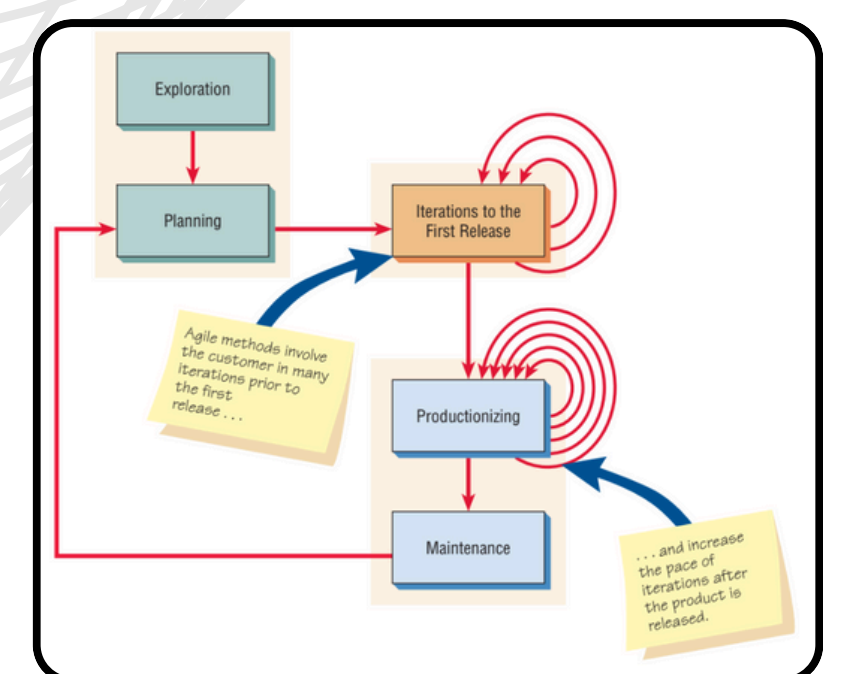 Exploration
Planning
Iterations to the
First Release
Agile methods involve
the customer in many
iterations prior to
the first
release . . .
Productionizing
Maintenance
. . . and increase
the pace of
iterations after
the product is
released.